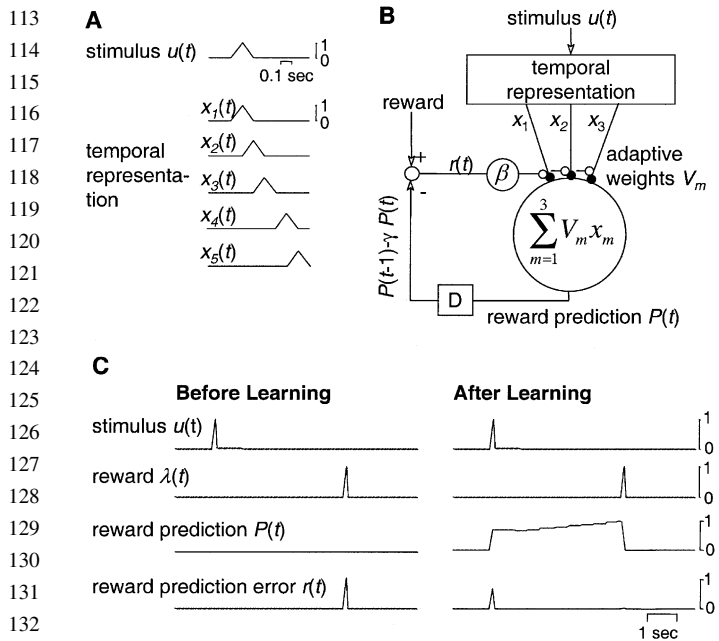 113
114
115
116
117
118
119
120
121
122
123
124
125
126
127
128
129
130
131
132
A
stimulus u(t)
1
0
0.1 sec
temporal
representa-
tion
x1(t)
1
0
x2(t)
x3(t)
x4(t)
x5(t)
B
stimulus u(t)
temporal
representation
reward
x1
x2
x3
+
-
r(t)
β
adaptive
weights Vm
3
∑ Vm xm
m=1
P(t-1)-γ P(t)
D
reward prediction P(t)
C
Before Learning
After Learning
stimulus u(t)
1
0
reward λ(t)
1
0
reward prediction P(t)
1
0
reward prediction error r(t)
1
0
1 sec